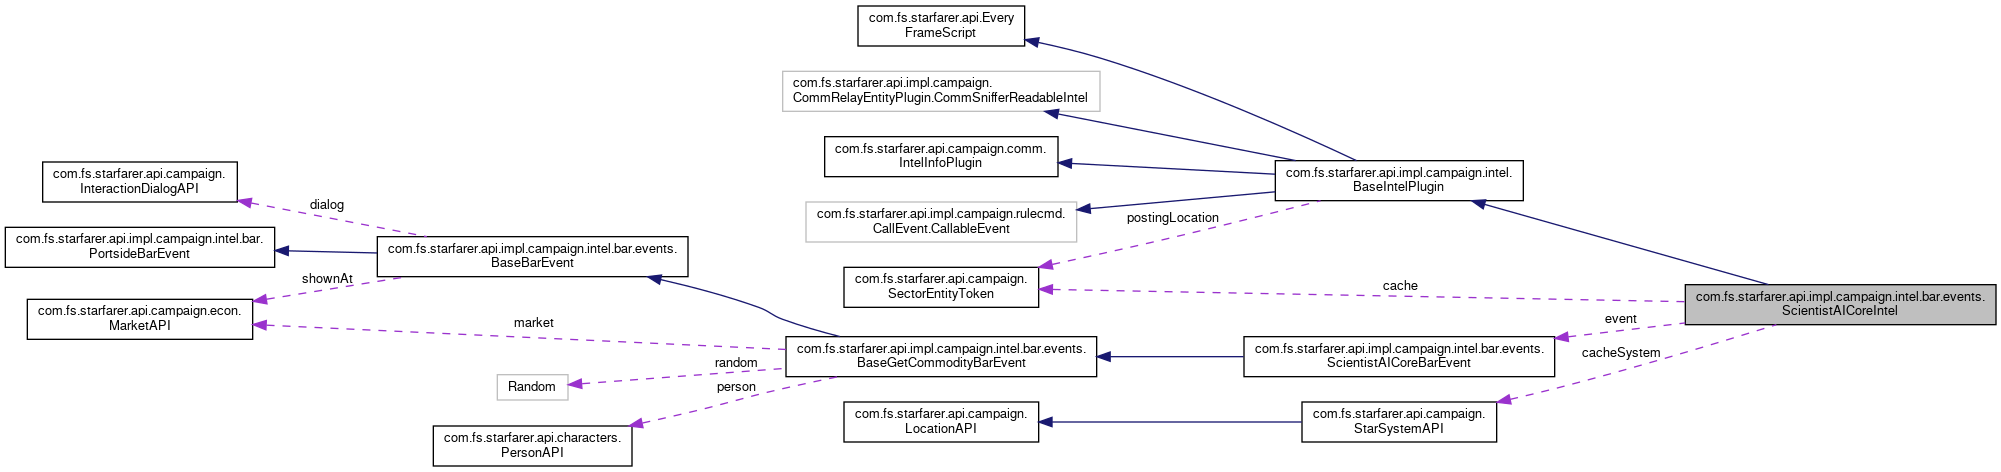 com.fs.starfarer.api.Every
FrameScript
com.fs.starfarer.api.impl.campaign.
CommRelayEntityPlugin.CommSnifferReadableIntel
com.fs.starfarer.api.campaign.comm.
IntelInfoPlugin
com.fs.starfarer.api.campaign.
InteractionDialogAPI
com.fs.starfarer.api.impl.campaign.intel.
BaseIntelPlugin
dialog
com.fs.starfarer.api.impl.campaign.rulecmd.
CallEvent.CallableEvent
postingLocation
com.fs.starfarer.api.impl.campaign.intel.bar.
PortsideBarEvent
com.fs.starfarer.api.impl.campaign.intel.bar.events.
BaseBarEvent
shownAt
com.fs.starfarer.api.campaign.
SectorEntityToken
cache
com.fs.starfarer.api.impl.campaign.intel.bar.events.
ScientistAICoreIntel
com.fs.starfarer.api.campaign.econ.
MarketAPI
market
event
com.fs.starfarer.api.impl.campaign.intel.bar.events.
BaseGetCommodityBarEvent
com.fs.starfarer.api.impl.campaign.intel.bar.events.
ScientistAICoreBarEvent
cacheSystem
random
Random
person
com.fs.starfarer.api.campaign.
LocationAPI
com.fs.starfarer.api.campaign.
StarSystemAPI
com.fs.starfarer.api.characters.
PersonAPI